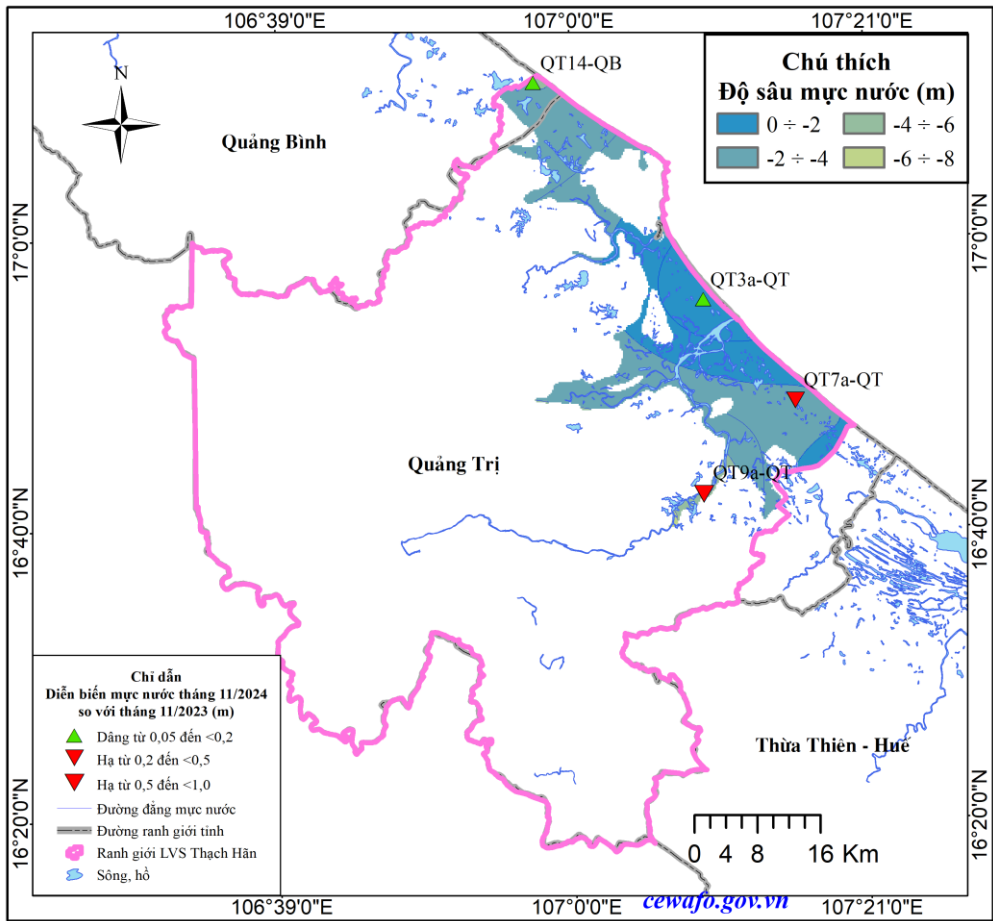 106°39'0"E 107°0'0"E 107°21'0"E
N
QT14-QB
Chú thích
Độ sâu mực nước (m)
0 ÷ -2 -4 ÷ -6
-2 ÷ -4 -6 ÷ -8
Quảng Bình
17°0'0"N 17°0'0"N
QT3a-QT
QT7a-QT
Quảng Trị
QT9a-QT
16°40'0"N 16°40'0"N
Chỉ dẫn
Diễn biến mực nước tháng 11/2024
so với tháng 11/2023 (m)
Dâng từ 0,05 đến <0,2
Hạ từ 0,2 đến <0,5
Hạ từ 0,5 đến <1,0
Đường đẳng mực nước
Đường ranh giới tỉnh
Ranh giới LVS Thạch Hãn
Sông, hồ
Thừa Thiên - Huế
16°20'0"N 16°20'0"N
0 4 8 16 Km
cewafo.gov.vn
106°39'0"E 107°0'0"E 107°21'0"E